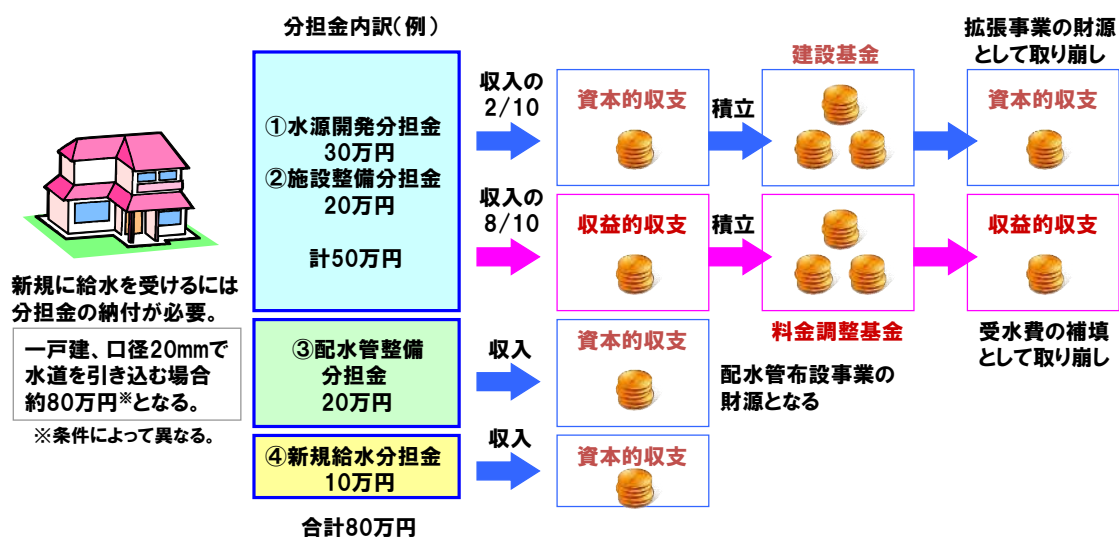 分担金内訳(例)
①水源開発分担金
30万円
②施設整備分担金
20万円
計50万円
③配水管整備
分担金
20万円
④新規給水分担金
10万円
合計80万円
新規に給水を受けるには
分担金の納付が必要。
一戸建、口径20mmで
水道を引き込む場合
約80万円※となる。
※条件によって異なる。
収入の
2/10
資本的収支
積立
建設基金
拡張事業の財源
として取り崩し
資本的収支
収入の
8/10
収益的収支
積立
料金調整基金
収益的収支
受水費の補填
として取り崩し
収入
資本的収支
配水管布設事業の
財源となる
収入
資本的収支